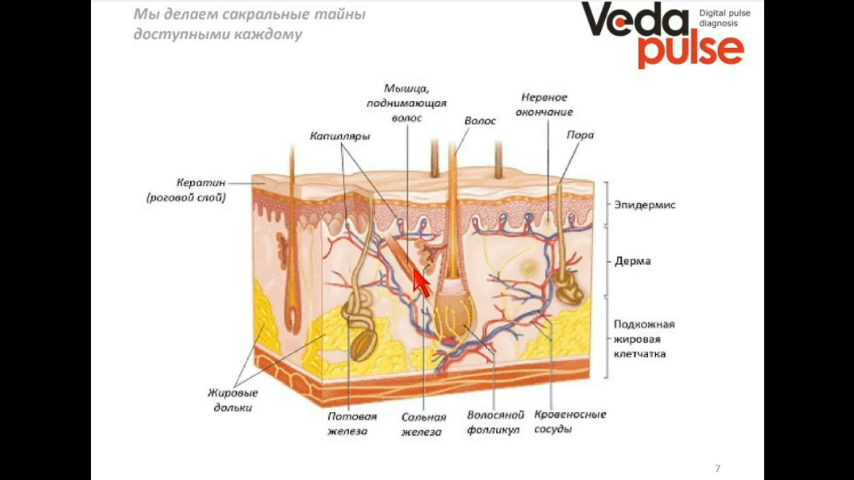 Мы делаем сакральные тайны
доступными каждому
Veda
pulse
Digital pulse
diagnosis
Мышца,
поднимающая
волос
Нервное
окончание
Капилляры
Волос
Пора
Кератин
(роговой слой)
Эпидермис
Дерма
Подкожная
жировая
клетчатка
Жировые
дольки
Потовая
железа
Сальная
железа
Волосяной
фолликул
Кровеносные
сосуды
7